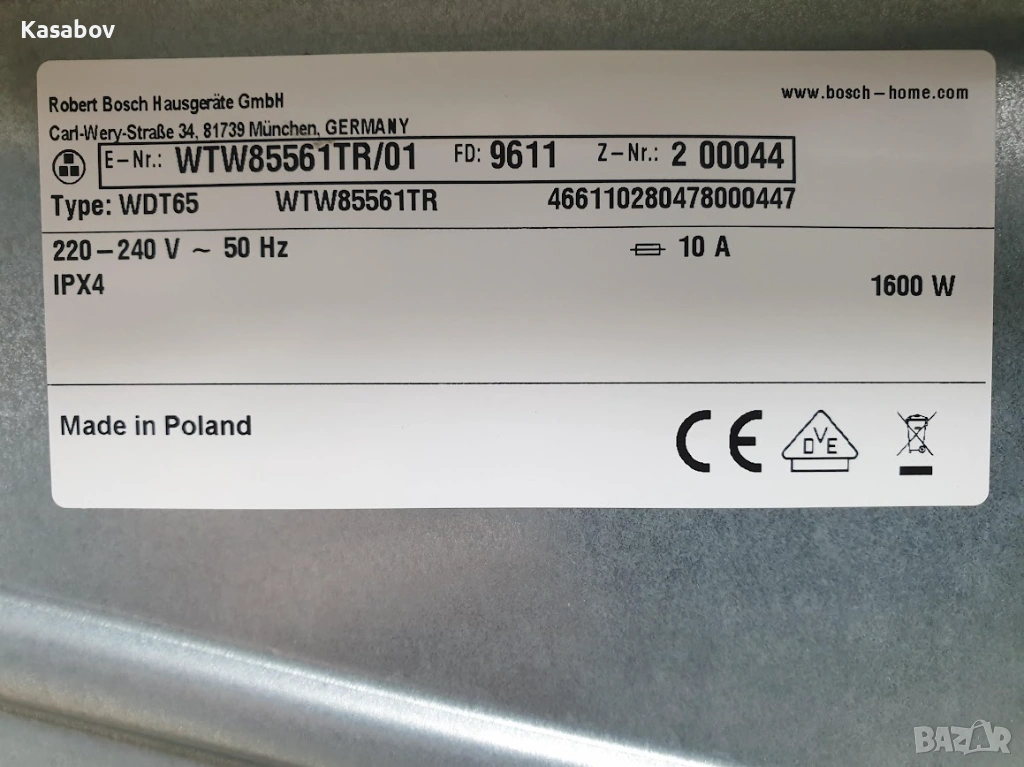 Kasabov
Robert Bosch Hausgeräte GmbH
www.bosch-home.com
Carl-Wery-Straße 34, 81739 München, GERMANY
E-Nr.: WTW85561TR/01 FD: 9611 Z-Nr.: 2 00044
Type: WDT65 WTW85561TR 466110280478000447
220-240 V ~ 50 Hz 10 A
IPX4 1600 W
Made in Poland CE DVE
BAZAR